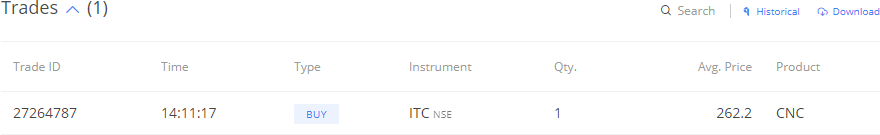 Trades (1) Search Historical Download
Trade ID Time Type Instrument Qty. Avg. Price Product
27264787 14:11:17 BUY ITC NSE 1 262.2 CNC